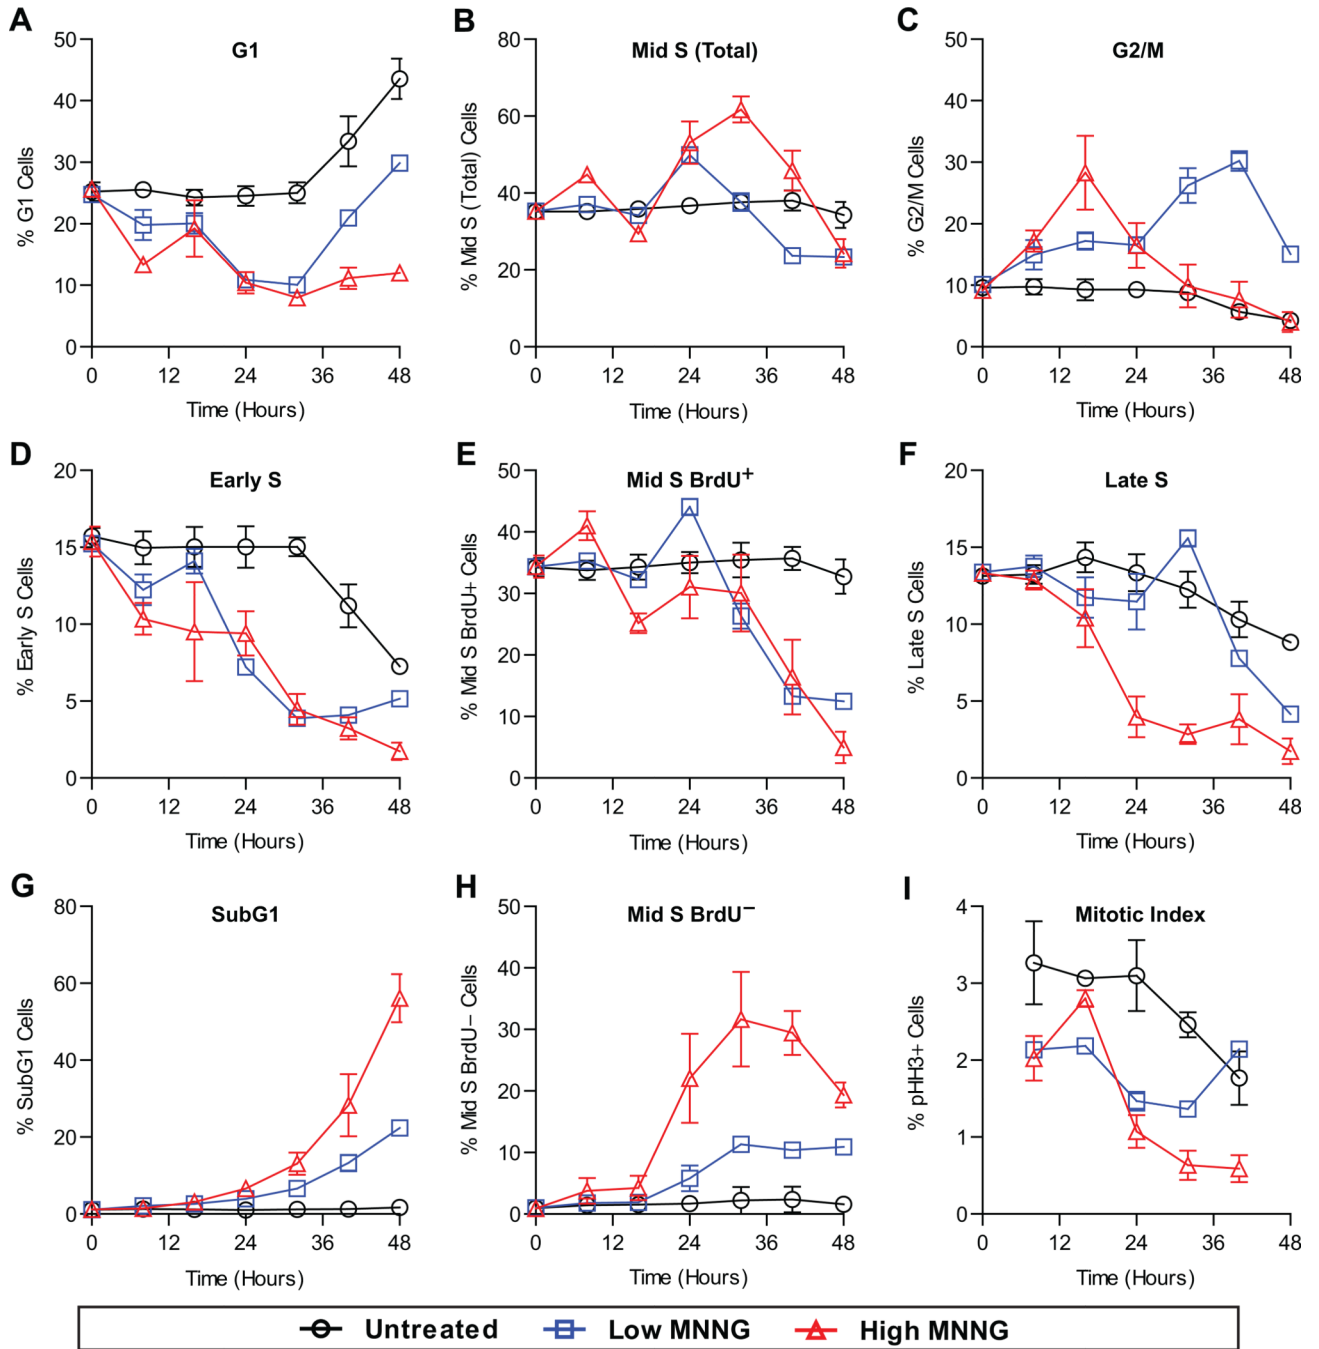 A
G1
% G1 Cells
50
40
30
20
10
0
0 12 24 36 48
Time (Hours)
B
Mid S (Total)
% Mid S (Total) Cells
80
60
40
20
0
0 12 24 36 48
Time (Hours)
C
G2/M
% G2/M Cells
50
40
30
20
10
0
0 12 24 36 48
Time (Hours)
D
Early S
% Early S Cells
20
15
10
5
0
0 12 24 36 48
Time (Hours)
E
Mid S BrdU+
% Mid S BrdU+ Cells
50
40
30
20
10
0
0 12 24 36 48
Time (Hours)
F
Late S
% Late S Cells
20
15
10
5
0
0 12 24 36 48
Time (Hours)
G
SubG1
% SubG1 Cells
80
60
40
20
0
0 12 24 36 48
Time (Hours)
H
Mid S BrdU−
% Mid S BrdU− Cells
50
40
30
20
10
0
0 12 24 36 48
Time (Hours)
I
Mitotic Index
% pHH3+ Cells
4
3
2
1
0
0 12 24 36 48
Time (Hours)
Untreated Low MNNG High MNNG